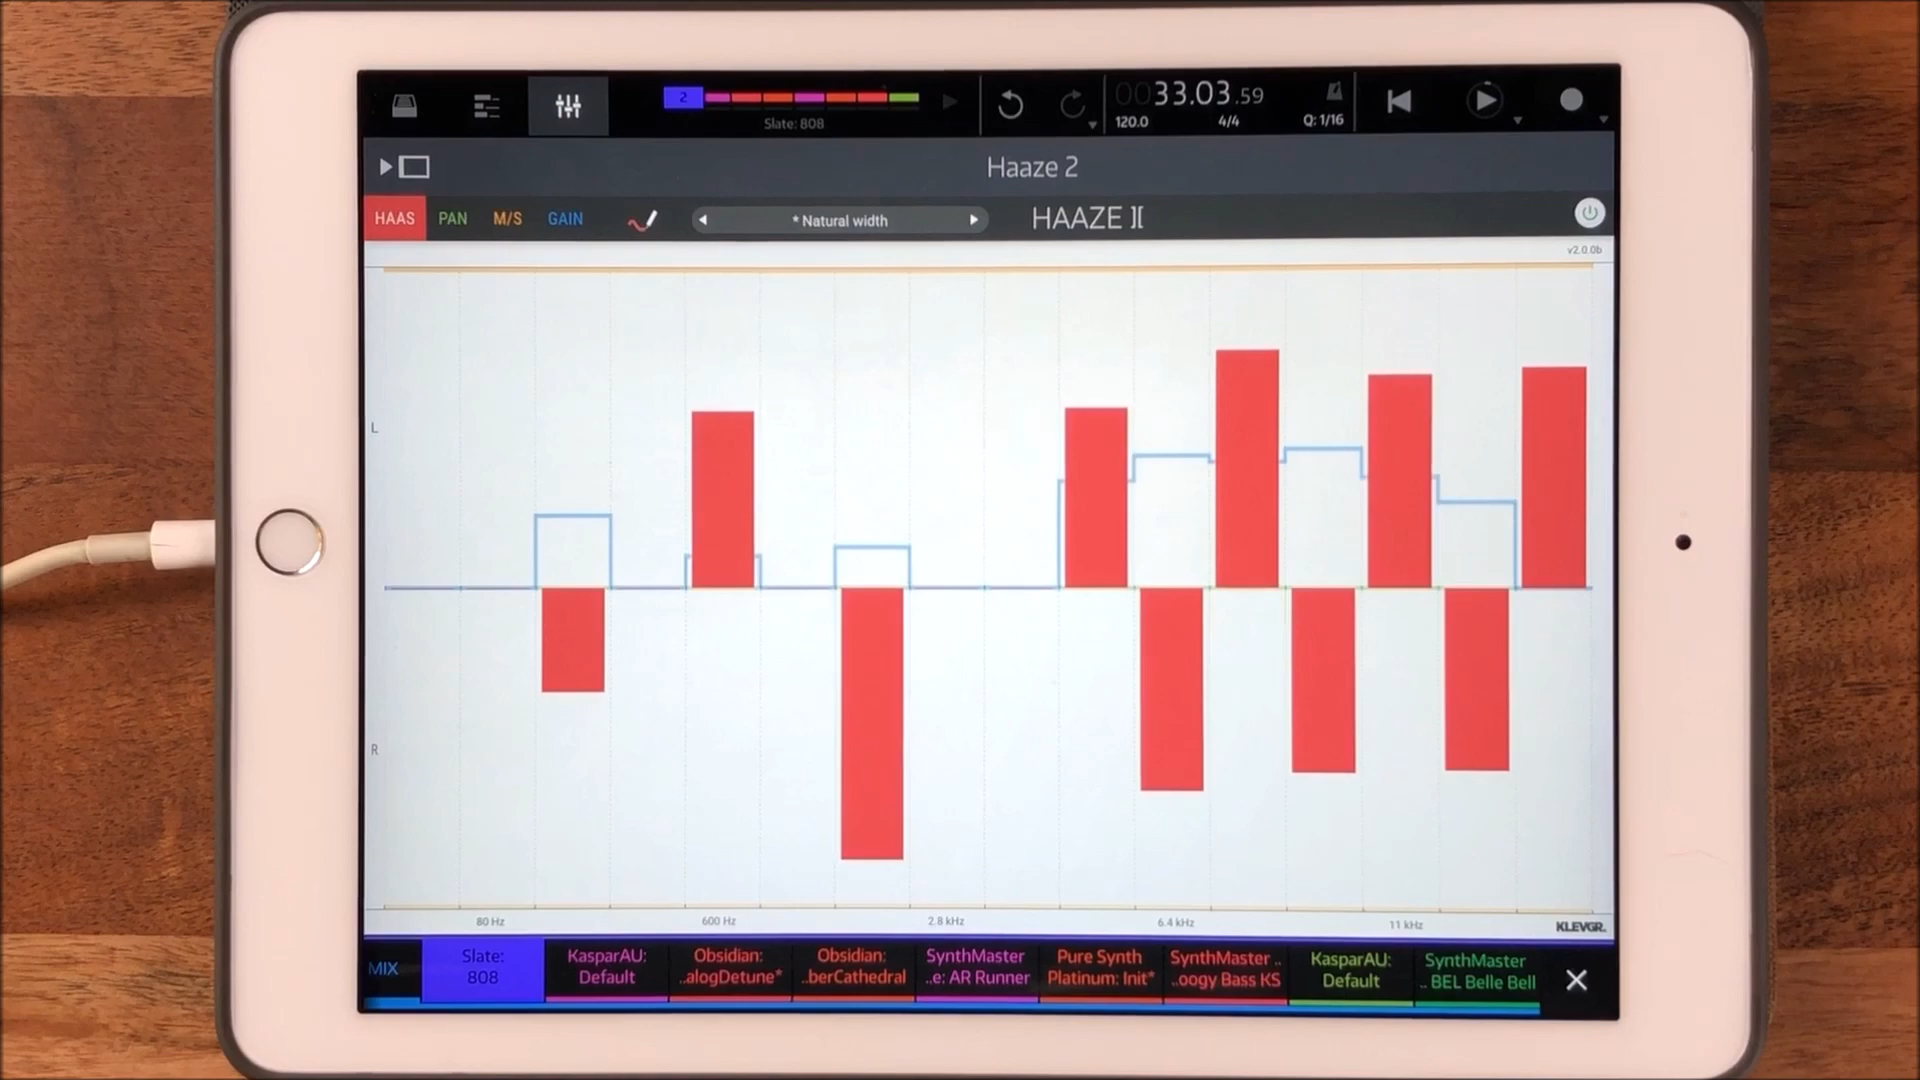 2
Slate: 808
0033.03.59
120.0 4/4 Q: 1/16
Haaze 2
HAAS PAN M/S GAIN * Natural width HAAZE ][
v2.0.0b
L
R
80 Hz 600 Hz 2.8 kHz 6.4 kHz 11 kHz KLEVGR.
MIX
Slate:
808
KasparAU:
Default
Obsidian:
..alogDetune*
Obsidian:
..berCathedral
SynthMaster
..e: AR Runner
Pure Synth
Platinum: Init*
SynthMaster ..
..oogy Bass KS
KasparAU:
Default
SynthMaster
.. BEL Belle Bell